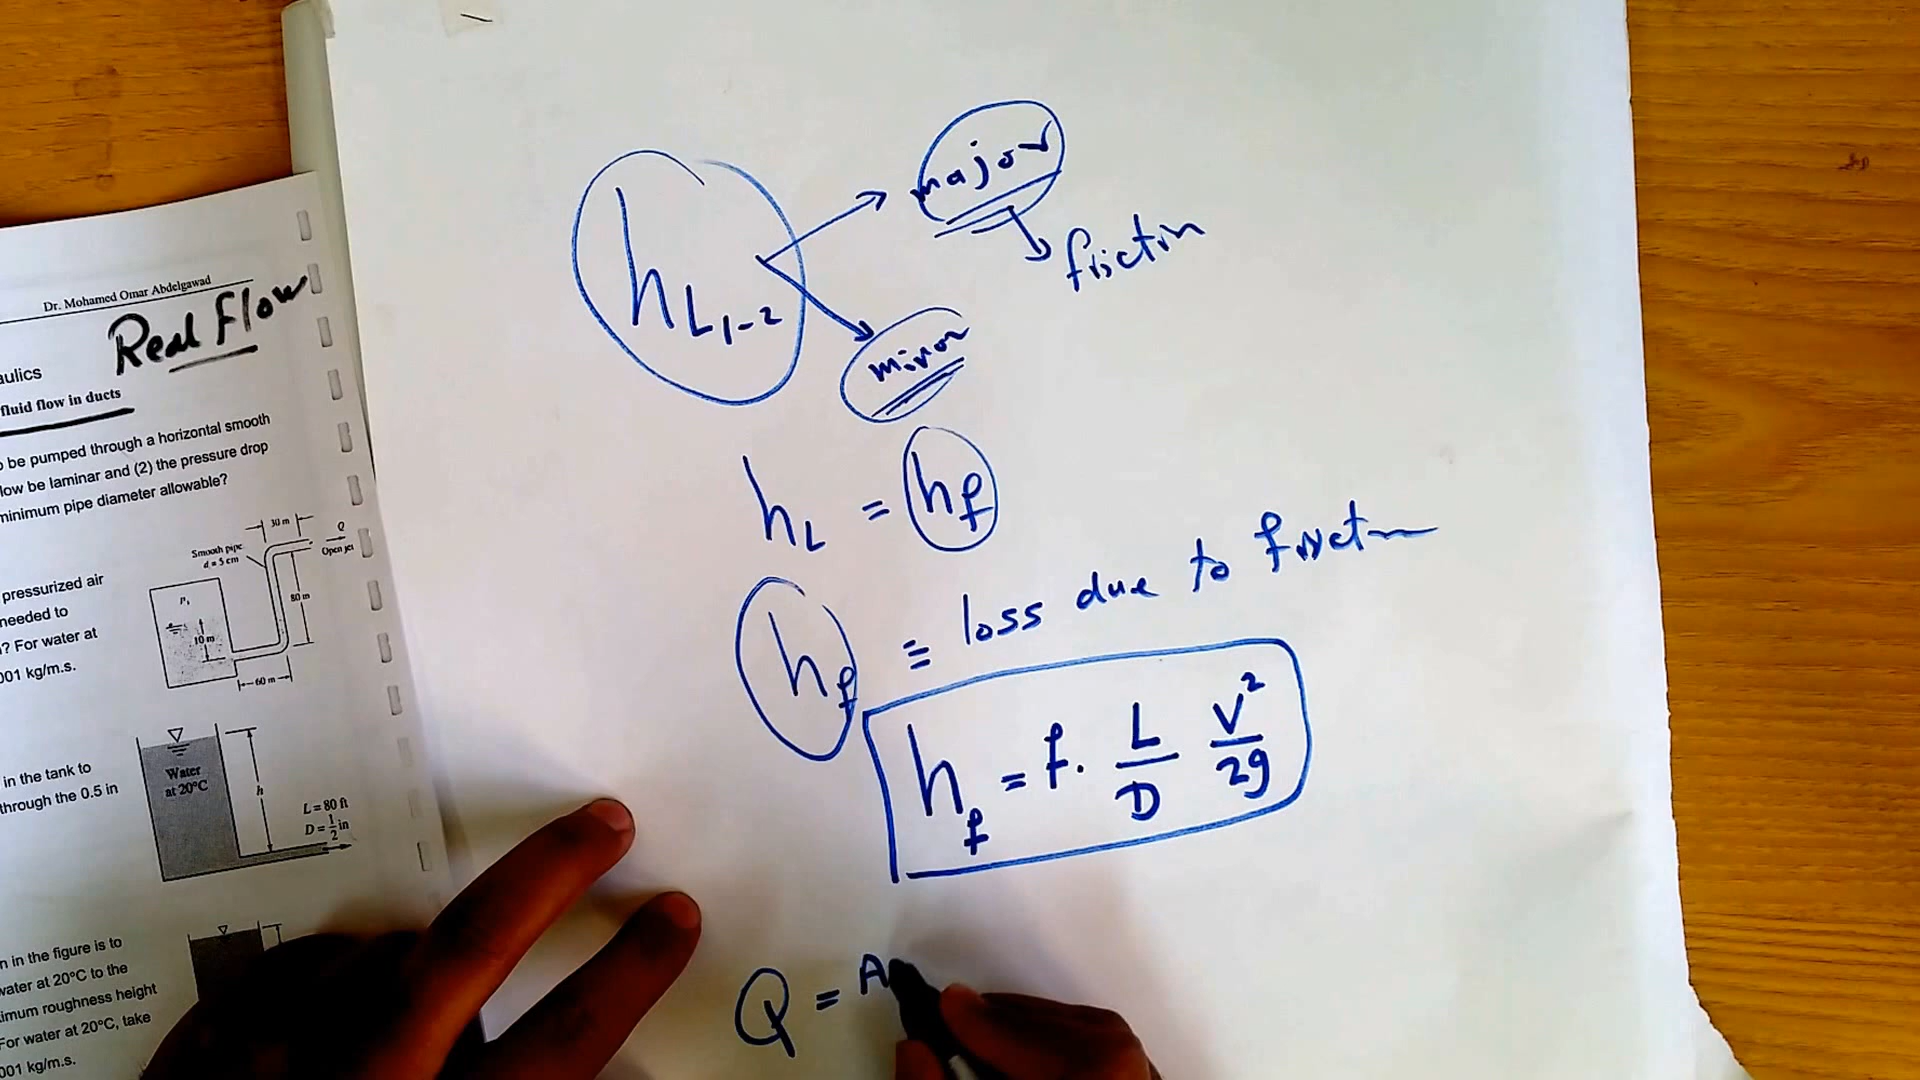 Dr. Mohamed Omar Abdelgawad
Real Flow
aulics
fluid flow in ducts
be pumped through a horizontal smooth
low be laminar and (2) the pressure drop
minimum pipe diameter allowable?
30 m
Q
Open jet
Smooth pipe
d = 5 cm
80 m
10 m
60 m
pressurized air
needed to
? For water at
001 kg/m.s.
Water
at 20°C
h
L = 80 ft
D = 1/2 in
in the tank to
through the 0.5 in
n in the figure is to
water at 20°C to the
imum roughness height
For water at 20°C, take
001 kg/m.s.
major
frictin
hL1-2
minor
hL = hf
hf ≡ loss due to friction
hf = f. L/D V²/2g
Q = A